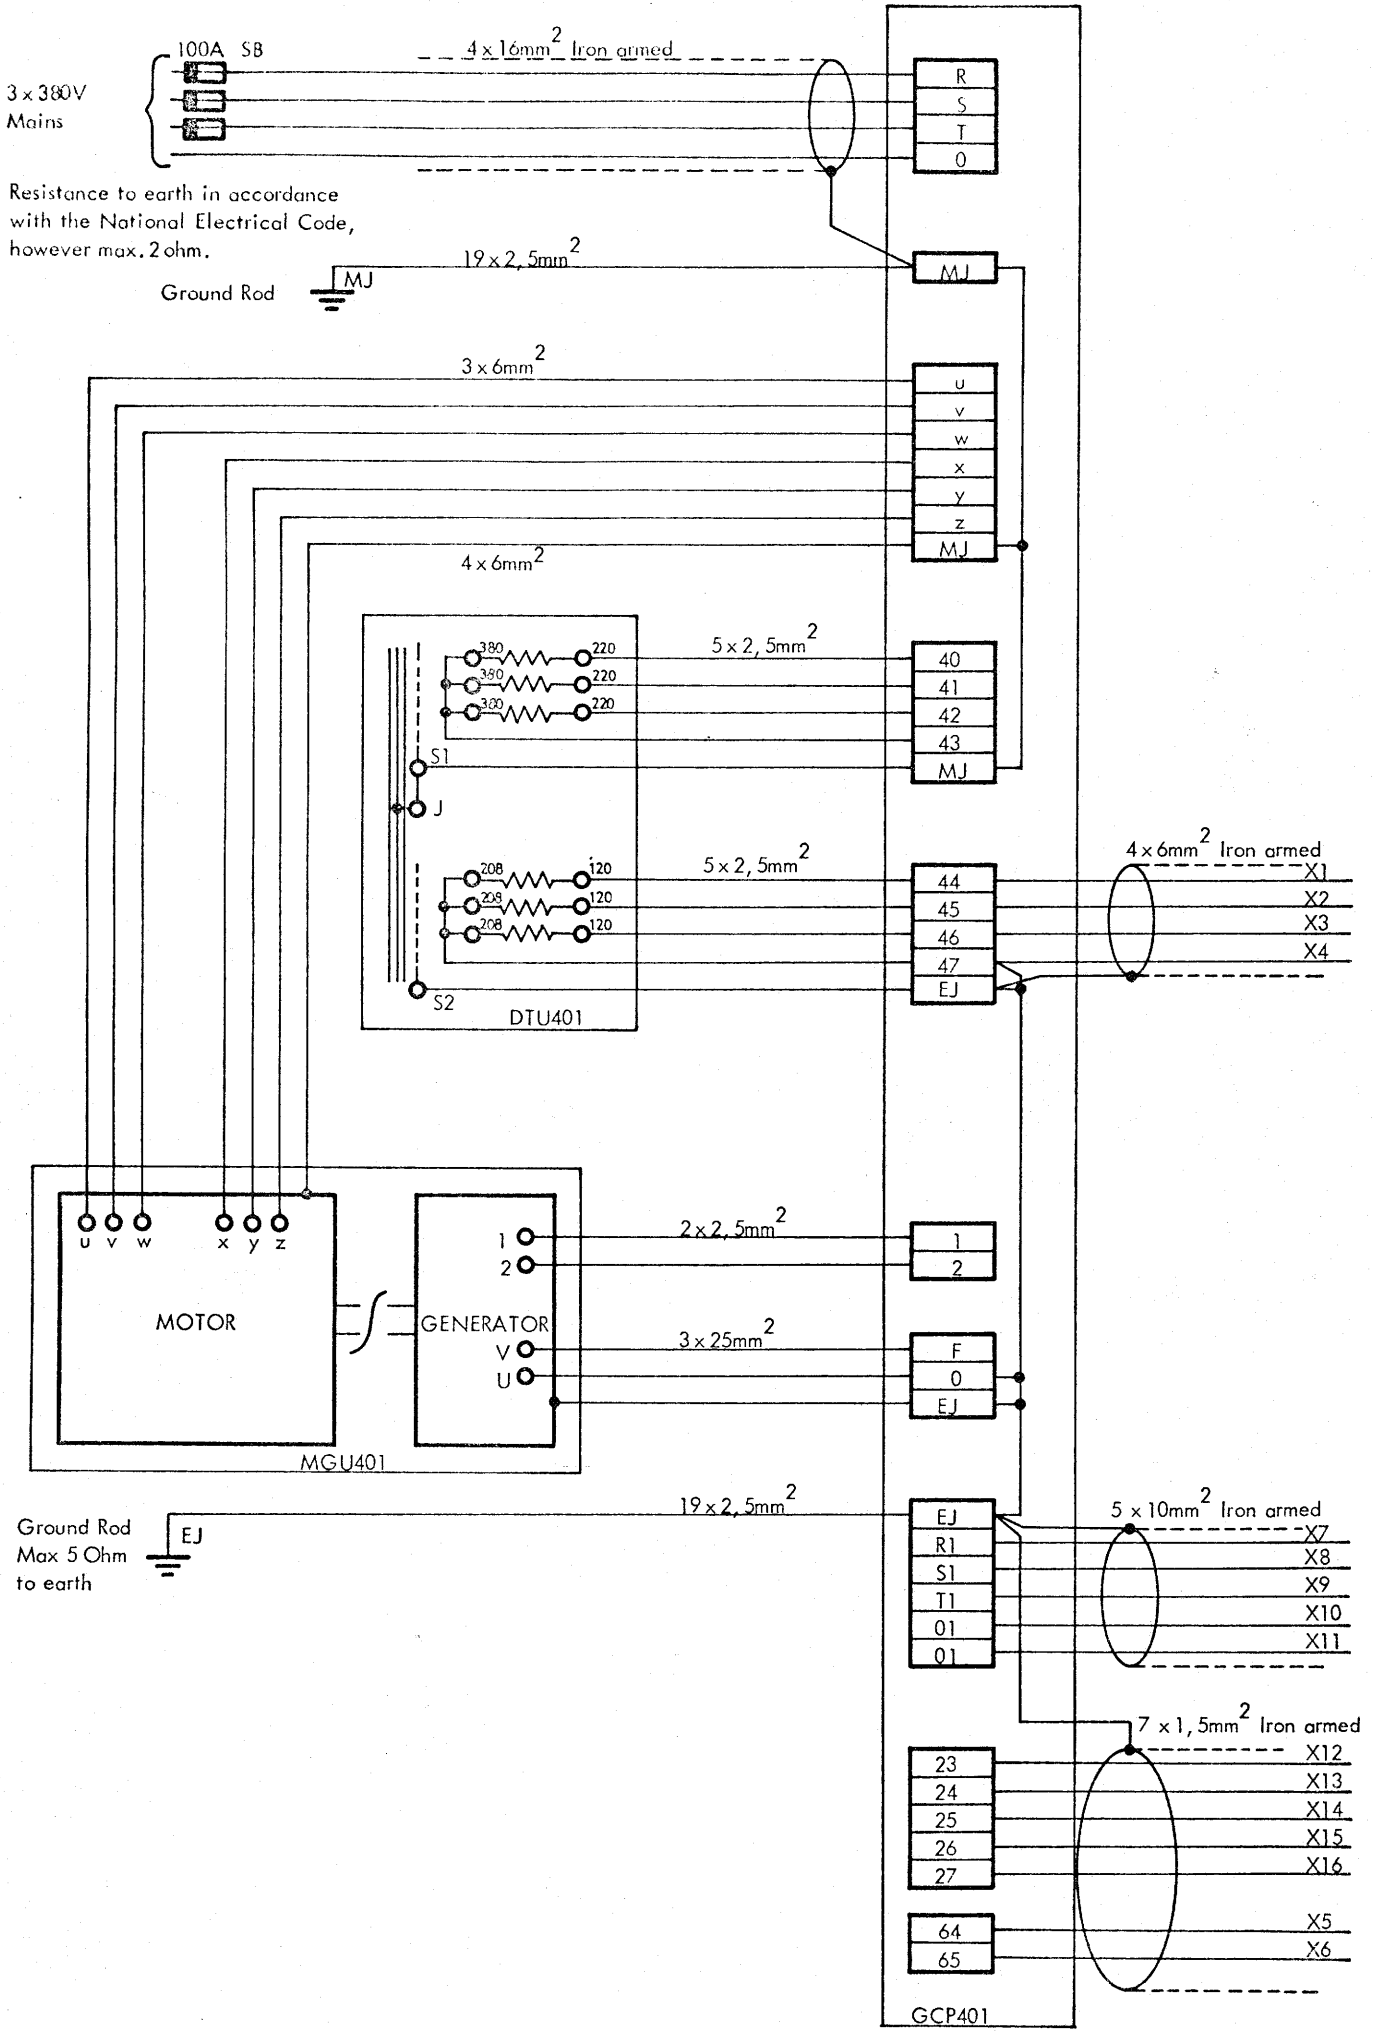 100A SB
4 x 16mm² Iron armed
3 x 380V
Mains
R
S
T
0
Resistance to earth in accordance
with the National Electrical Code,
however max. 2 ohm.
19 x 2,5mm²
MJ
MJ
Ground Rod
3 x 6mm²
u
v
w
x
y
z
MJ
4 x 6mm²
380 220
380 220
380 220
5 x 2,5mm²
40
41
42
43
MJ
S1
J
208 120
208 120
208 120
5 x 2,5mm²
44
45
46
47
EJ
4 x 6mm² Iron armed
X1
X2
X3
X4
S2
DTU401
u v w x y z
MOTOR
1
2
GENERATOR
V
U
MGU401
2 x 2,5mm²
1
2
3 x 25mm²
F
0
EJ
19 x 2,5mm²
Ground Rod
Max 5 Ohm
to earth
EJ
EJ
R1
S1
T1
01
01
5 x 10mm² Iron armed
X7
X8
X9
X10
X11
7 x 1,5mm² Iron armed
23
24
25
26
27
X12
X13
X14
X15
X16
64
65
X5
X6
GCP401